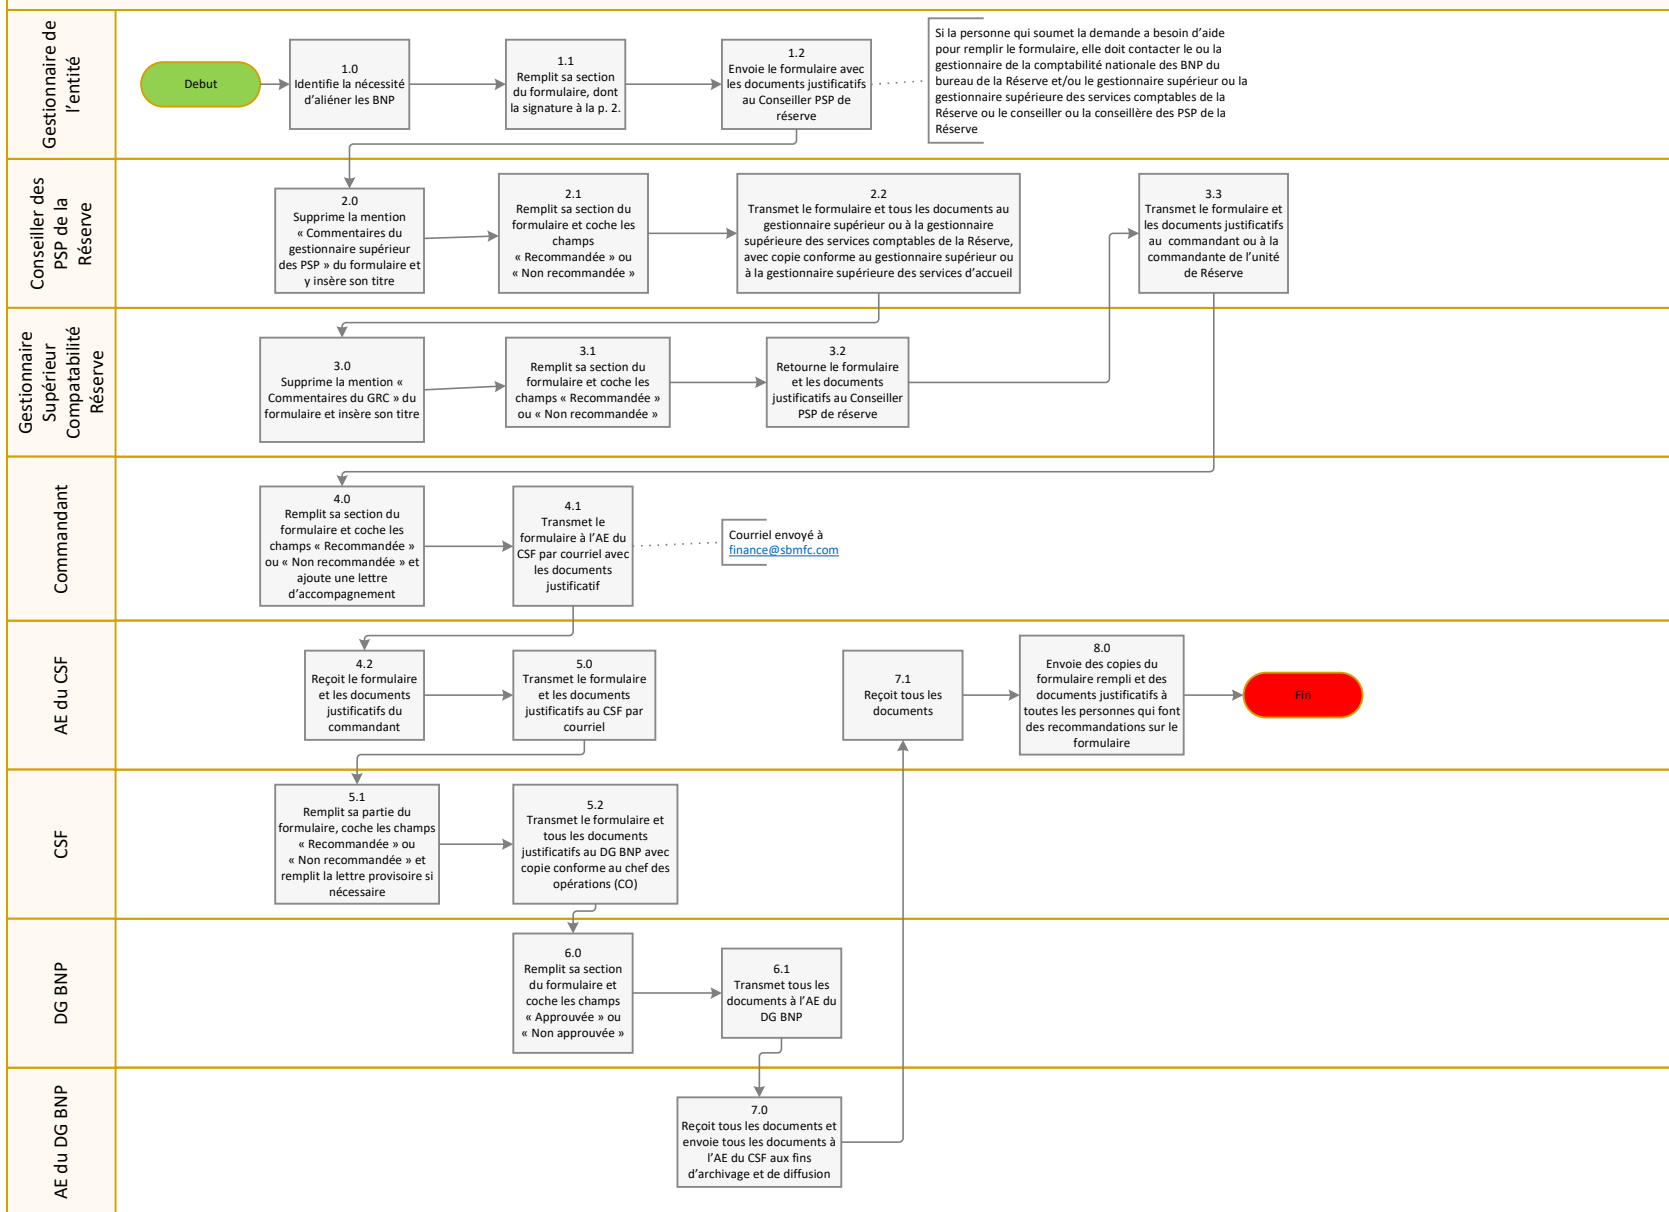 Gestionnaire de
l'entité
Debut
1.0
Identifie la nécessité
d'aliéner les BNP
1.1
Remplit sa section
du formulaire, dont
la signature à la p. 2.
1.2
Envoie le formulaire avec
les documents justificatifs
au Conseiller PSP de
réserve
Si la personne qui soumet la demande a besoin d'aide
pour remplir le formulaire, elle doit contacter le ou la
gestionnaire de la comptabilité nationale des BNP du
bureau de la Réserve et/ou le gestionnaire supérieur ou la
gestionnaire supérieure des services comptables de la
Réserve ou le conseiller ou la conseillère des PSP de la
Réserve
Conseiller des
PSP de la
Réserve
2.0
Supprime la mention
« Commentaires du
gestionnaire supérieur
des PSP » du formulaire et
y insère son titre
2.1
Remplit sa section du
formulaire et coche les
champs
« Recommandée » ou
« Non recommandée »
2.2
Transmet le formulaire et tous les documents au
gestionnaire supérieur ou à la gestionnaire
supérieure des services comptables de la Réserve,
avec copie conforme au gestionnaire supérieur ou
à la gestionnaire supérieure des services d'accueil
3.3
Transmet le formulaire et
les documents justificatifs
au  commandant ou à la
commandante de l'unité
de Réserve
Gestionnaire
Supérieur
Compatabilité
Réserve
3.0
Supprime la mention «
Commentaires du GRC » du
formulaire et insère son titre
3.1
Remplit sa section du
formulaire et coche les
champs « Recommandée »
ou « Non recommandée »
3.2
Retourne le formulaire
et les documents
justificatifs au Conseiller
PSP de réserve
Commandant
4.0
Remplit sa section du
formulaire et coche les
champs « Recommandée »
ou « Non recommandée » et
ajoute une lettre
d'accompagnement
4.1
Transmet le
formulaire à l'AE du
CSF par courriel avec
les documents
justificatif
Courriel envoyé à
finance@sbmfc.com
AE du CSF
4.2
Reçoit le formulaire
et les documents
justificatifs du
commandant
5.0
Transmet le formulaire
et les documents
justificatifs au CSF par
courriel
7.1
Reçoit tous les
documents
8.0
Envoie des copies du
formulaire rempli et des
documents justificatifs à
toutes les personnes qui font
des recommandations sur le
formulaire
Fin
CSF
5.1
Remplit sa partie du
formulaire, coche les champs
« Recommandée » ou
« Non recommandée » et
remplit la lettre provisoire si
nécessaire
5.2
Transmet le formulaire et
tous les documents
justificatifs au DG BNP avec
copie conforme au chef des
opérations (CO)
DG BNP
6.0
Remplit sa section
du formulaire et
coche les champs
« Approuvée » ou
« Non approuvée »
6.1
Transmet tous les
documents à l'AE du
DG BNP
AE du DG BNP
7.0
Reçoit tous les documents et
envoie tous les documents à
l'AE du CSF aux fins
d'archivage et de diffusion